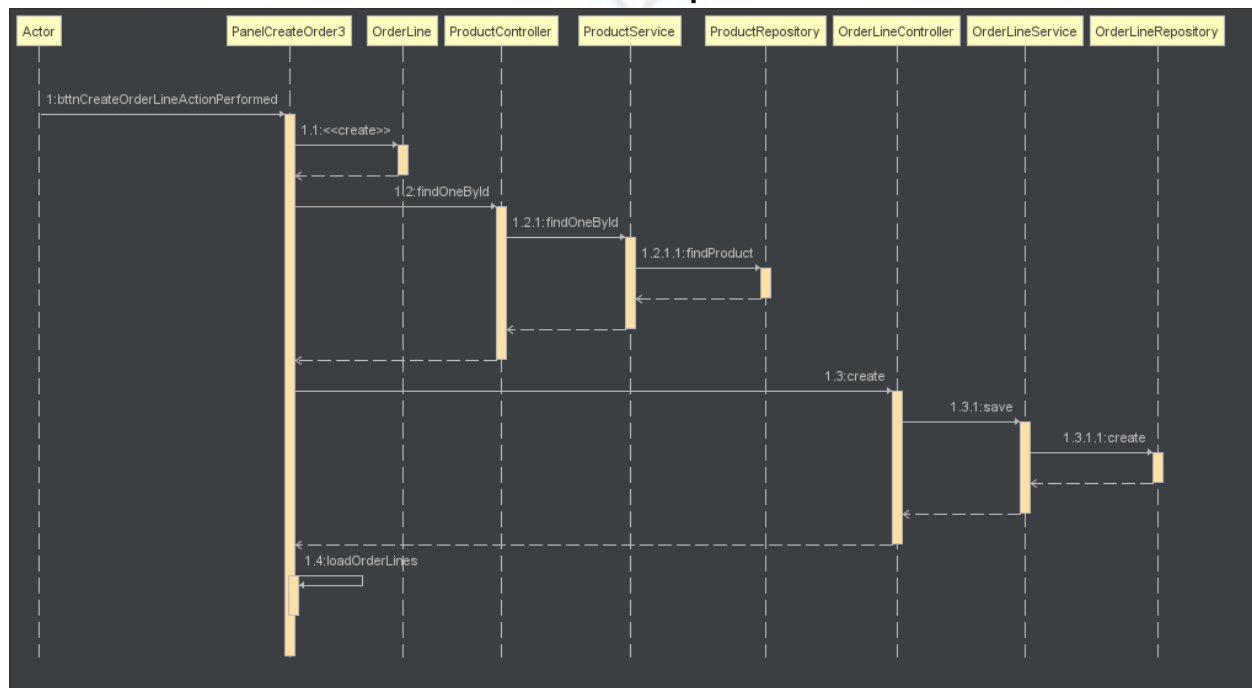 Actor
PanelCreateOrder3
OrderLine
ProductController
ProductService
ProductRepository
OrderLineController
OrderLineService
OrderLineRepository
1:bttnCreateOrderLineActionPerformed
1.1:<<create>>
1.2:findOneById
1.2.1:findOneById
1.2.1.1:findProduct
1.3:create
1.3.1:save
1.3.1.1:create
1.4:loadOrderLines